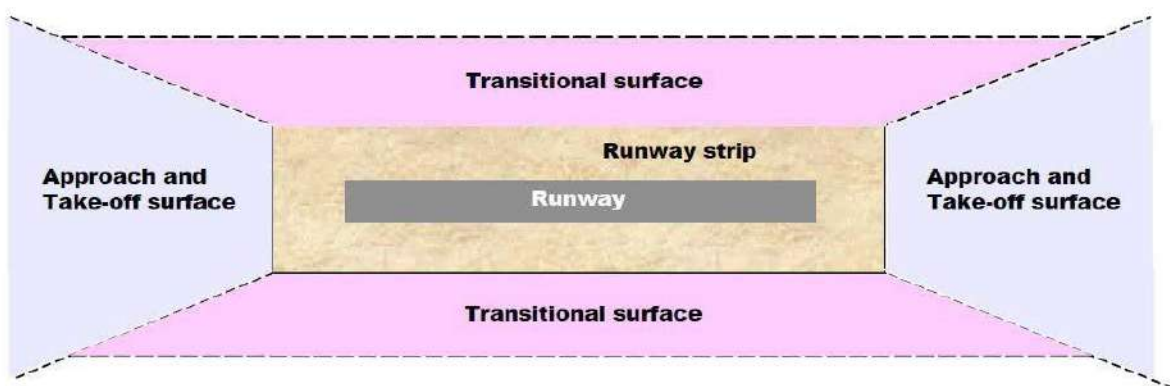 Transitional surface
Runway strip
Approach and
Take-off surface
Runway
Approach and
Take-off surface
Transitional surface